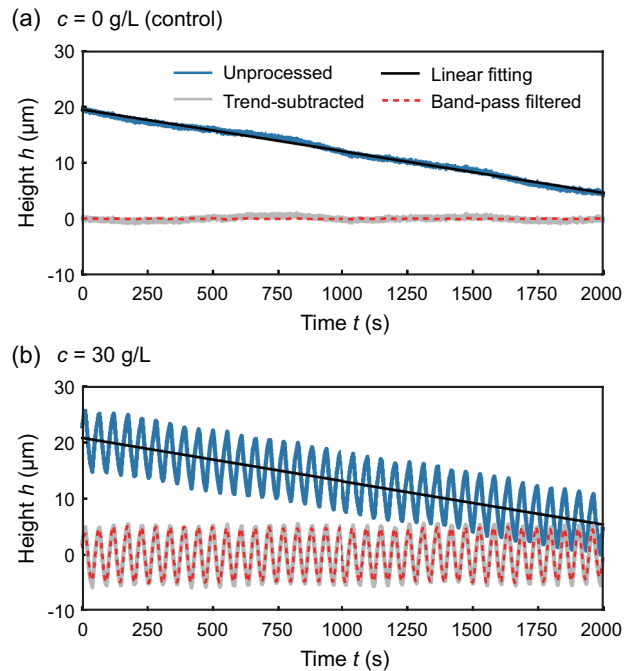 (a) c = 0 g/L (control)
30
20
10
0
-10
Height h (µm)
Unprocessed
Linear fitting
Trend-subtracted
Band-pass filtered
0 250 500 750 1000 1250 1500 1750 2000
Time t (s)
(b) c = 30 g/L
30
20
10
0
-10
Height h (µm)
0 250 500 750 1000 1250 1500 1750 2000
Time t (s)